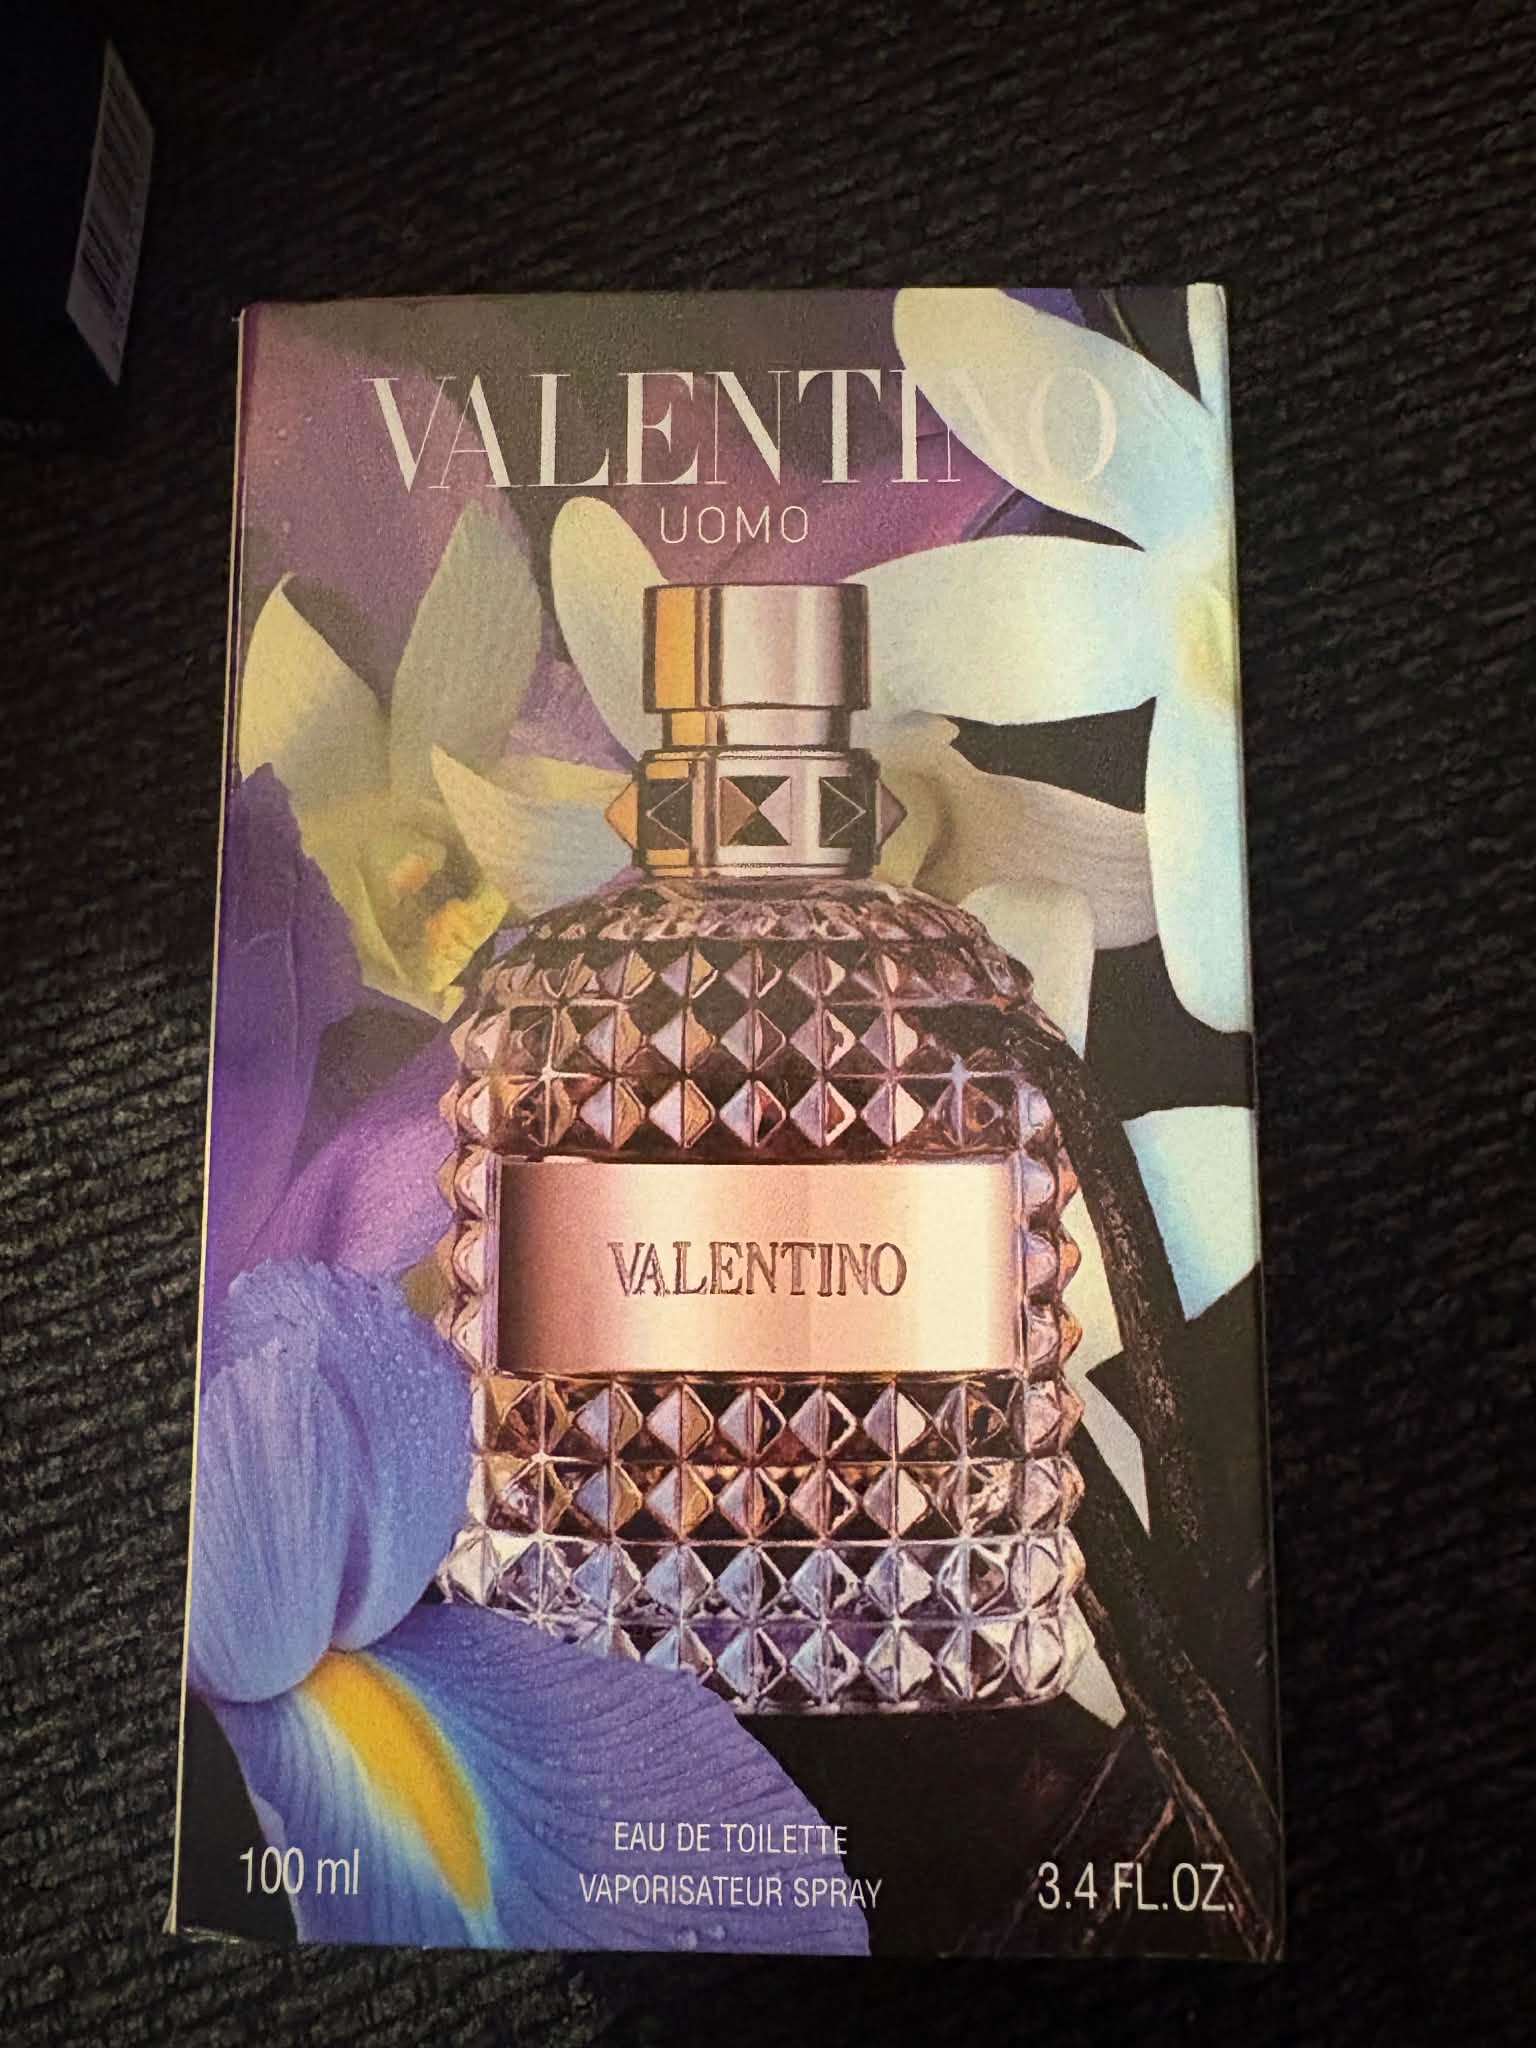 VALENTINO
UOMO
VALENTINO
EAU DE TOILETTE
100 ml
VAPORISATEUR SPRAY
3.4 FL.OZ.